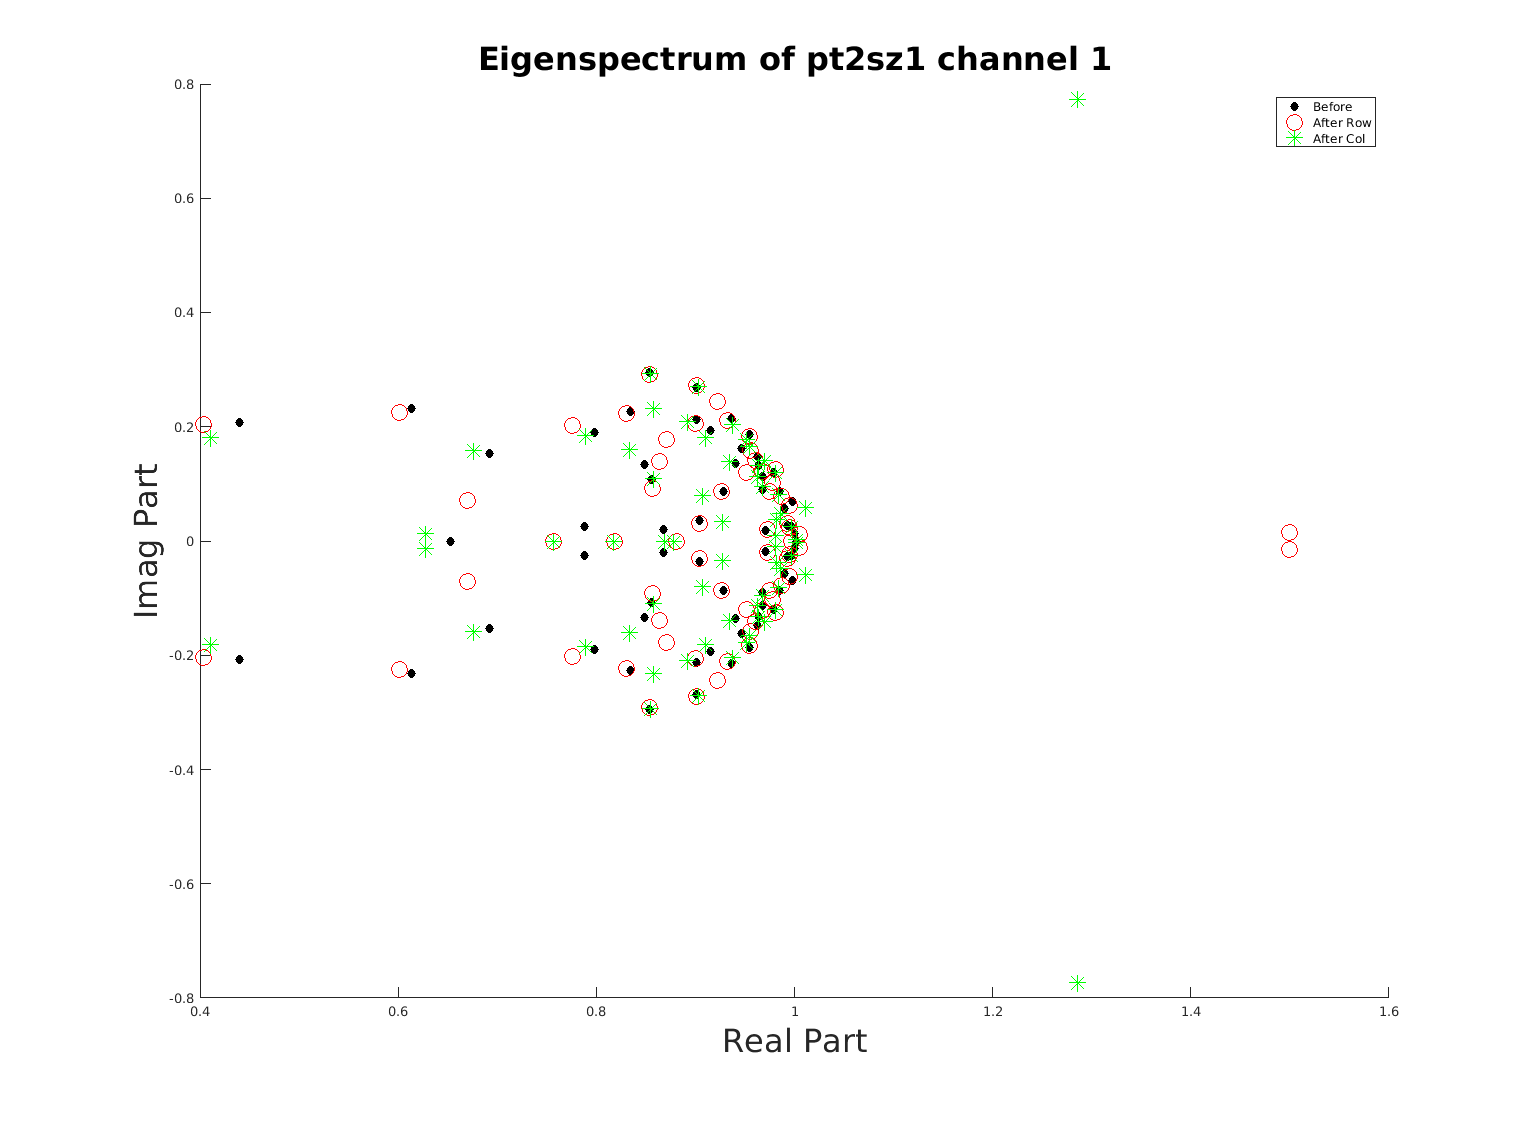 Eigenspectrum of pt2sz1 channel 1
Before
After Row
After Col
0.8
0.6
0.4
0.2
0
-0.2
-0.4
-0.6
-0.8
Imag Part
0.4 0.6 0.8 1 1.2 1.4 1.6
Real Part